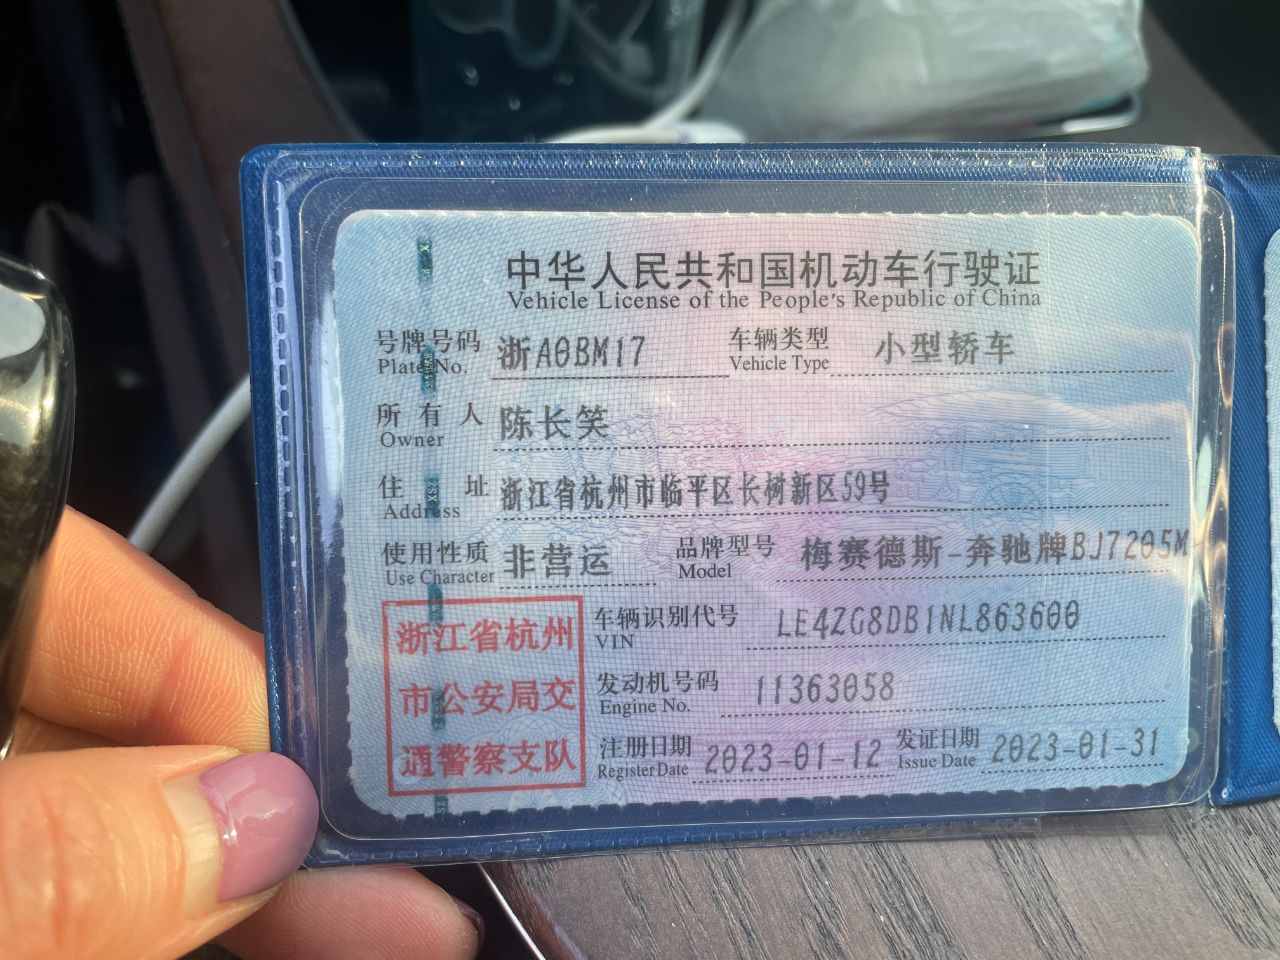 中华人民共和国机动车行驶证
Vehicle License of the People's Republic of China
号牌号码 浙A0BM17 车辆类型 小型轿车
Plate No. Vehicle Type
所有人 陈长笑
Owner
住址 浙江省杭州市临平区长树新区59号
Address
使用性质 非营运 品牌型号 梅赛德斯-奔驰牌BJ7205M
Use Character Model
浙江省杭州
市公安局交
通警察支队
车辆识别代号 LE4ZG8DB1NL863600
VIN
发动机号码 11363058
Engine No.
注册日期 2023-01-12 发证日期 2023-01-31
Register Date Issue Date